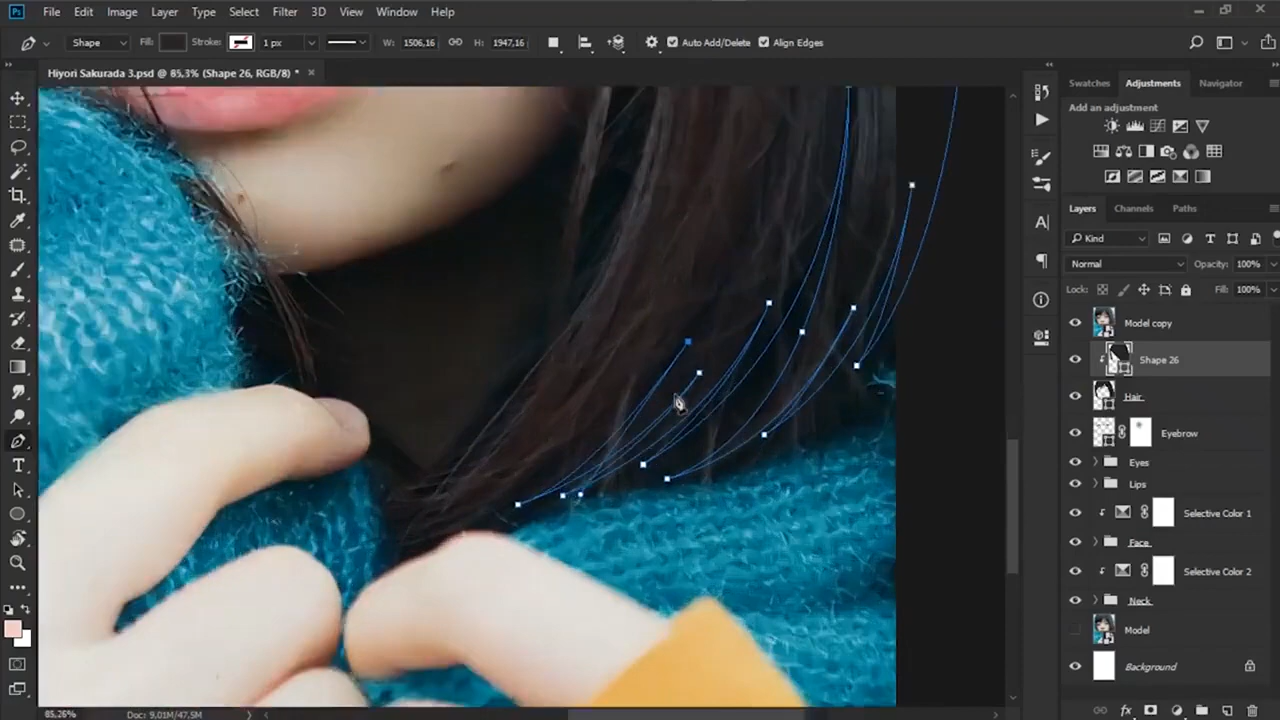 Ps File Edit Image Layer Type Select Filter 3D View Window Help
Shape Fill: Stroke: 1 px W: 1506,16 H: 1947,16 Auto Add/Delete Align Edges
Hiyori Sakurada 3.psd @ 85,3% (Shape 26, RGB/8) *
Swatches Adjustments Navigator
Add an adjustment
Layers Channels Paths
Kind
Normal Opacity: 100%
Lock: Fill: 100%
Model copy
Shape 26
Hair
Eyebrow
Eyes
Lips
Selective Color 1
Face
Selective Color 2
Neck
Model
Background
85,26% Doc: 9,01M/47,5M